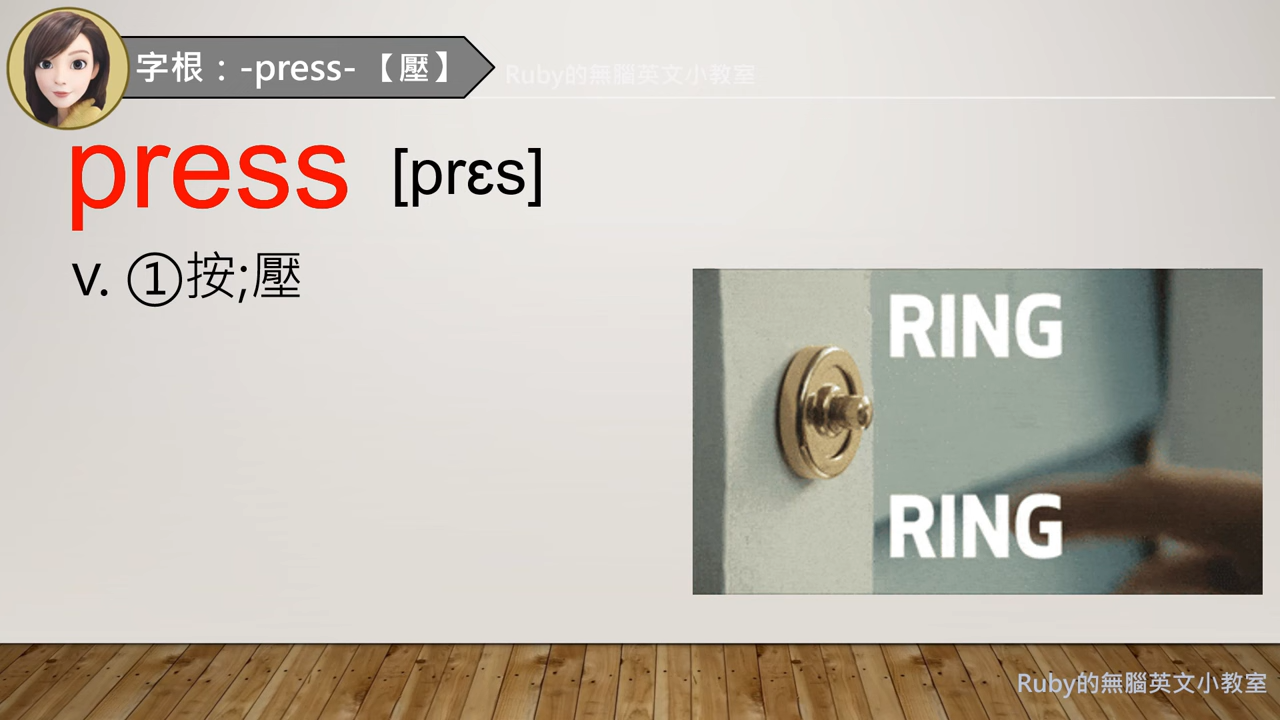 字根：-press- 【壓】
Ruby的無腦英文小教室
press [prɛs]
v. ①按;壓
RING
RING
Ruby的無腦英文小教室